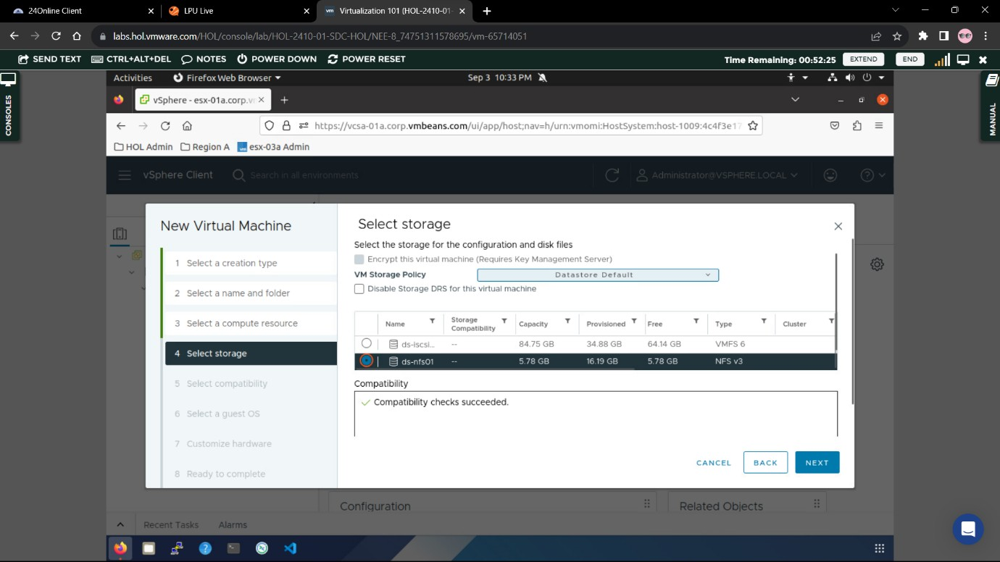 24Online Client
LPU Live
vm Virtualization 101 (HOL-2410-01-
labs.hol.vmware.com/HOL/console/lab/HOL-2410-01-SDC-HOL/NEE-8_74751311578695/vm-65714051
SEND TEXT CTRL+ALT+DEL NOTES POWER DOWN POWER RESET Time Remaining: 00:52:25 EXTEND END
CONSOLES
MANUAL
Activities Firefox Web Browser Sep 3 10:33 PM
vSphere - esx-01a.corp.v
https://vcsa-01a.corp.vmbeans.com/ui/app/host;nav=h/urn:vmomi:HostSystem:host-1009:4c4f3e17
HOL Admin Region A vm esx-03a Admin
vSphere Client Search in all environments Administrator@VSPHERE.LOCAL
New Virtual Machine
1 Select a creation type
2 Select a name and folder
3 Select a compute resource
4 Select storage
5 Select compatibility
6 Select a guest OS
7 Customize hardware
8 Ready to complete
Select storage
Select the storage for the configuration and disk files
Encrypt this virtual machine (Requires Key Management Server)
VM Storage Policy Datastore Default
Disable Storage DRS for this virtual machine
Name Storage Compatibility Capacity Provisioned Free Type Cluster
ds-iscsi... -- 84.75 GB 34.88 GB 64.14 GB VMFS 6
ds-nfs01 -- 5.78 GB 16.19 GB 5.78 GB NFS v3
Compatibility
Compatibility checks succeeded.
CANCEL BACK NEXT
Configuration Related Objects
Recent Tasks Alarms